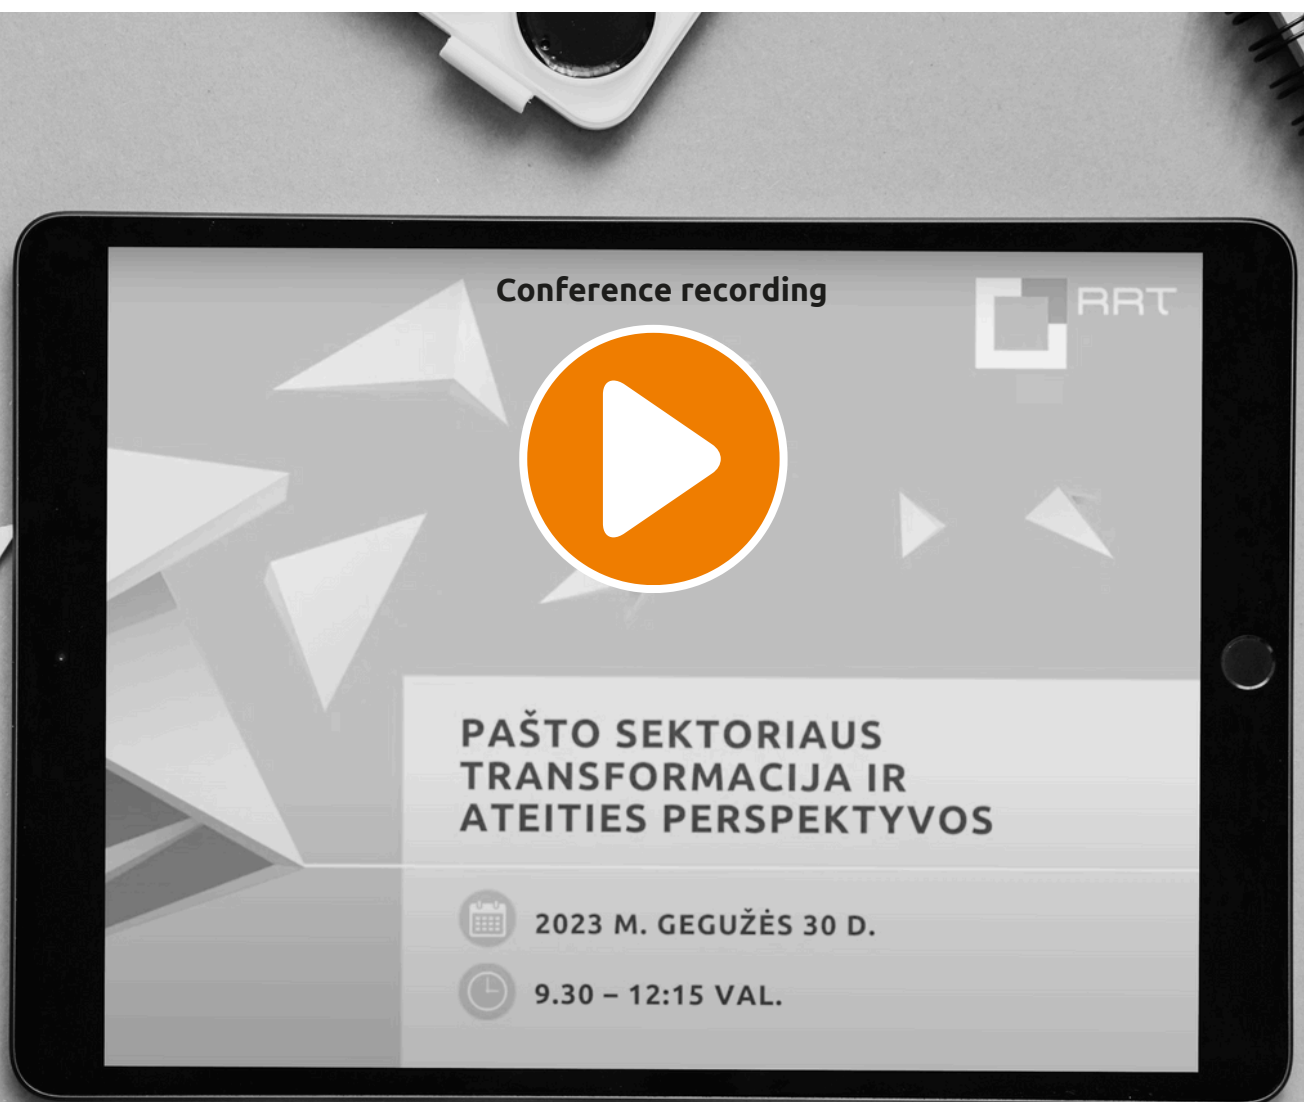 Conference recording
RRT
PAŠTO SEKTORIAUS
TRANSFORMACIJA IR
ATEITIES PERSPEKTYVOS
2023 M. GEGUŽĖS 30 D.
9.30 – 12:15 VAL.